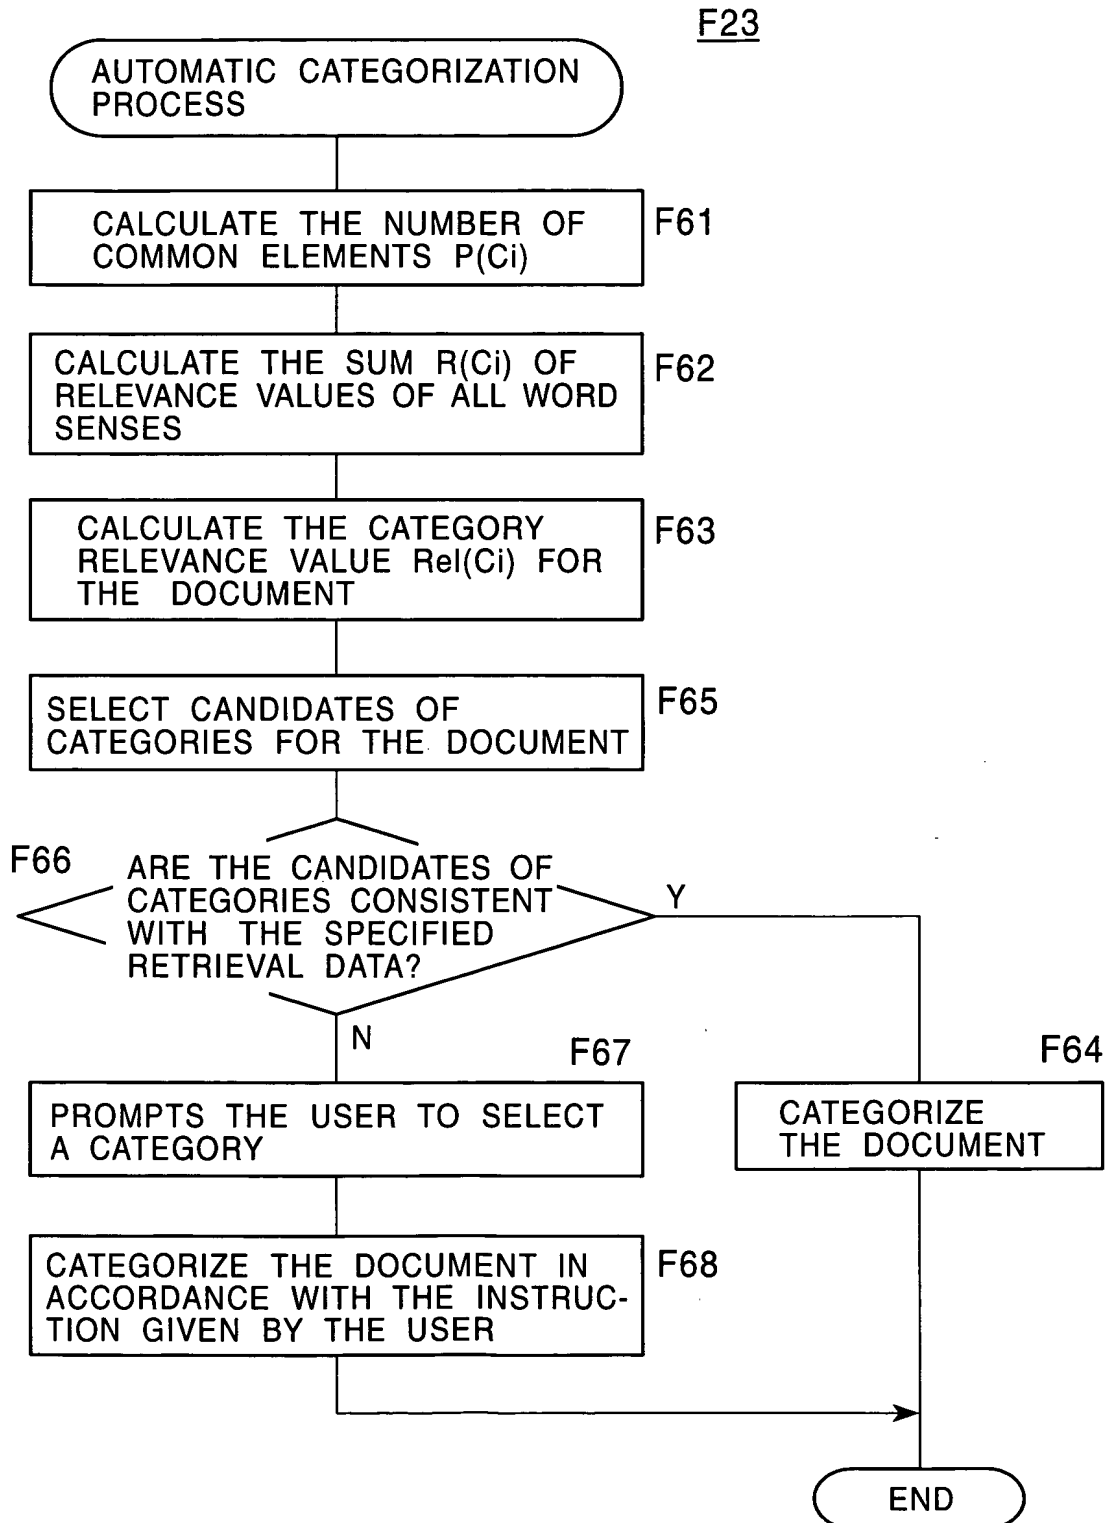 F23
AUTOMATIC CATEGORIZATION
PROCESS
CALCULATE THE NUMBER OF
COMMON ELEMENTS P(Ci)
F61
CALCULATE THE SUM R(Ci) OF
RELEVANCE VALUES OF ALL WORD
SENSES
F62
CALCULATE THE CATEGORY
RELEVANCE VALUE Rel(Ci) FOR
THE DOCUMENT
F63
SELECT CANDIDATES OF
CATEGORIES FOR THE DOCUMENT
F65
F66
ARE THE CANDIDATES OF
CATEGORIES CONSISTENT
WITH THE SPECIFIED
RETRIEVAL DATA?
Y
N
F67
PROMPTS THE USER TO SELECT
A CATEGORY
F64
CATEGORIZE
THE DOCUMENT
CATEGORIZE THE DOCUMENT IN
ACCORDANCE WITH THE INSTRUC-
TION GIVEN BY THE USER
F68
END